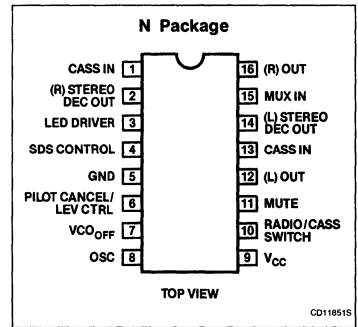 N Package
CASS IN 1
(R) STEREO
DEC OUT 2
LED DRIVER 3
SDS CONTROL 4
GND 5
PILOT CANCEL/
LEV CTRL 6
VCO OFF 7
OSC 8
16 (R) OUT
15 MUX IN
14 (L) STEREO
DEC OUT
13 CASS IN
12 (L) OUT
11 MUTE
10 RADIO/CASS
SWITCH
9 VCC
TOP VIEW
CD11851S